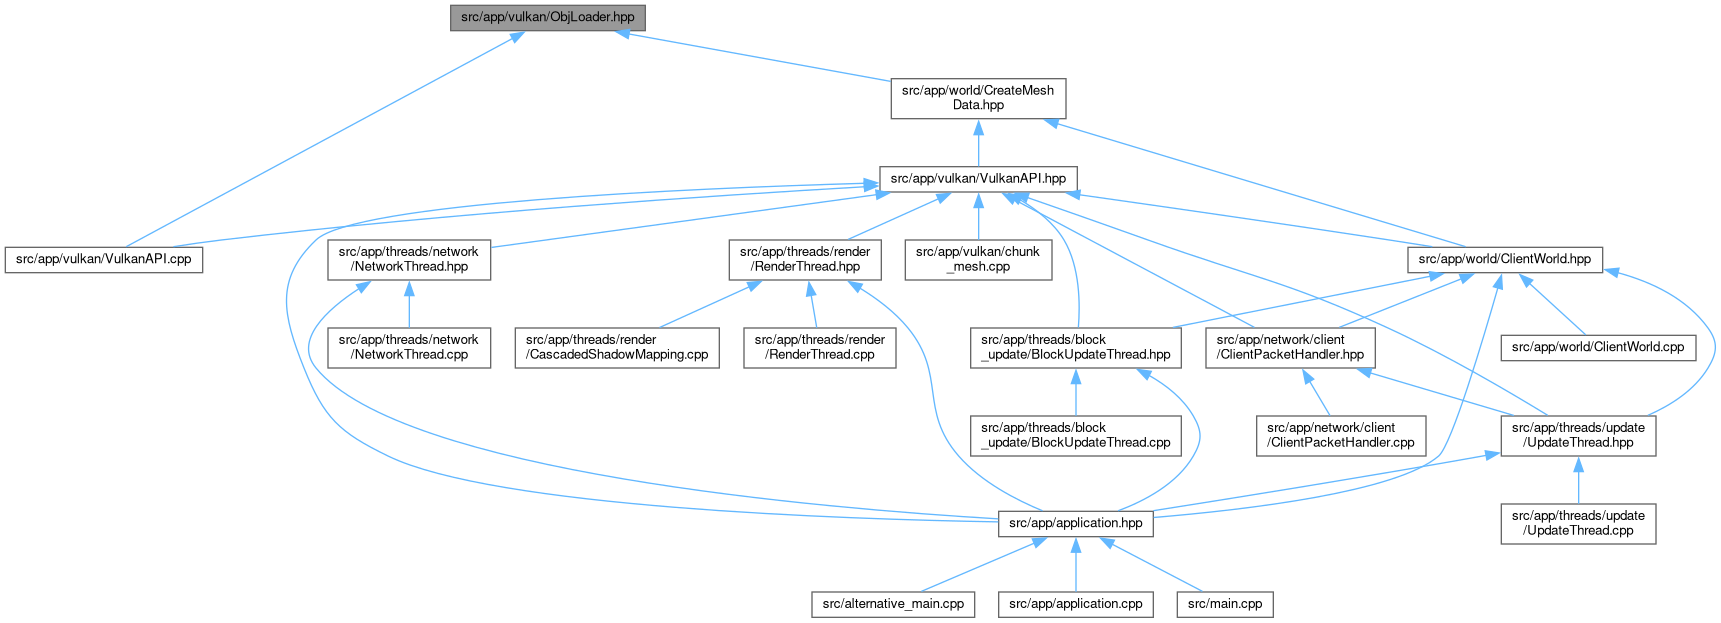 src/app/vulkan/ObjLoader.hpp
src/app/world/CreateMesh
Data.hpp
src/app/vulkan/VulkanAPI.hpp
src/app/vulkan/VulkanAPI.cpp
src/app/threads/network
/NetworkThread.hpp
src/app/threads/render
/RenderThread.hpp
src/app/vulkan/chunk
_mesh.cpp
src/app/world/ClientWorld.hpp
src/app/threads/network
/NetworkThread.cpp
src/app/threads/render
/CascadedShadowMapping.cpp
src/app/threads/render
/RenderThread.cpp
src/app/threads/block
_update/BlockUpdateThread.hpp
src/app/network/client
/ClientPacketHandler.hpp
src/app/world/ClientWorld.cpp
src/app/threads/block
_update/BlockUpdateThread.cpp
src/app/network/client
/ClientPacketHandler.cpp
src/app/threads/update
/UpdateThread.hpp
src/app/application.hpp
src/app/threads/update
/UpdateThread.cpp
src/alternative_main.cpp
src/app/application.cpp
src/main.cpp